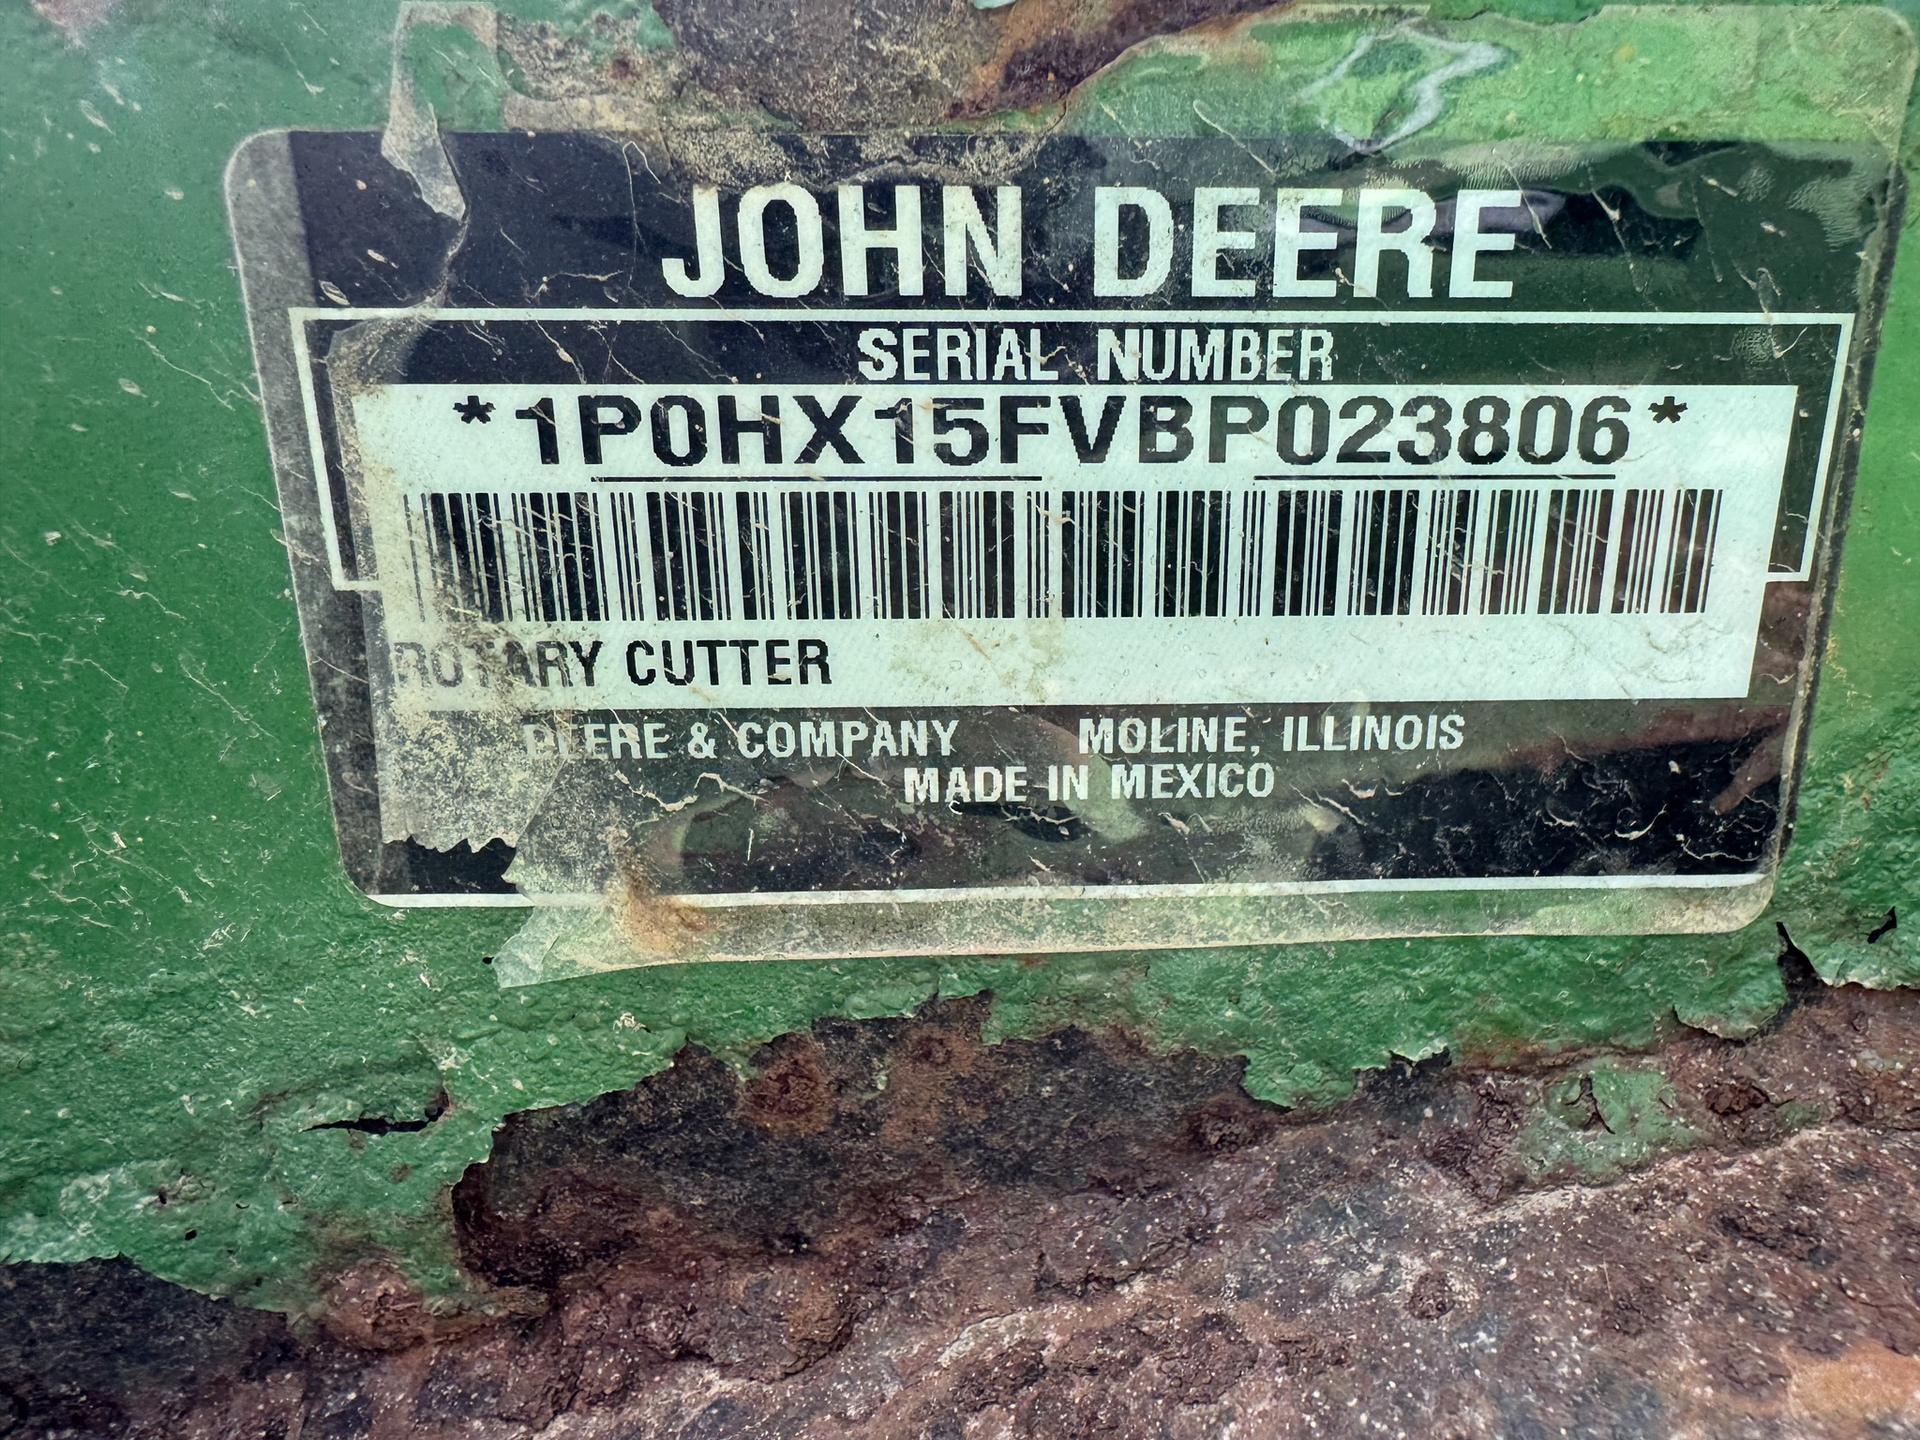 JOHN DEERE
SERIAL NUMBER
*1P0HX15FVBP023806*
ROTARY CUTTER
DEERE & COMPANY MOLINE, ILLINOIS
MADE IN MEXICO